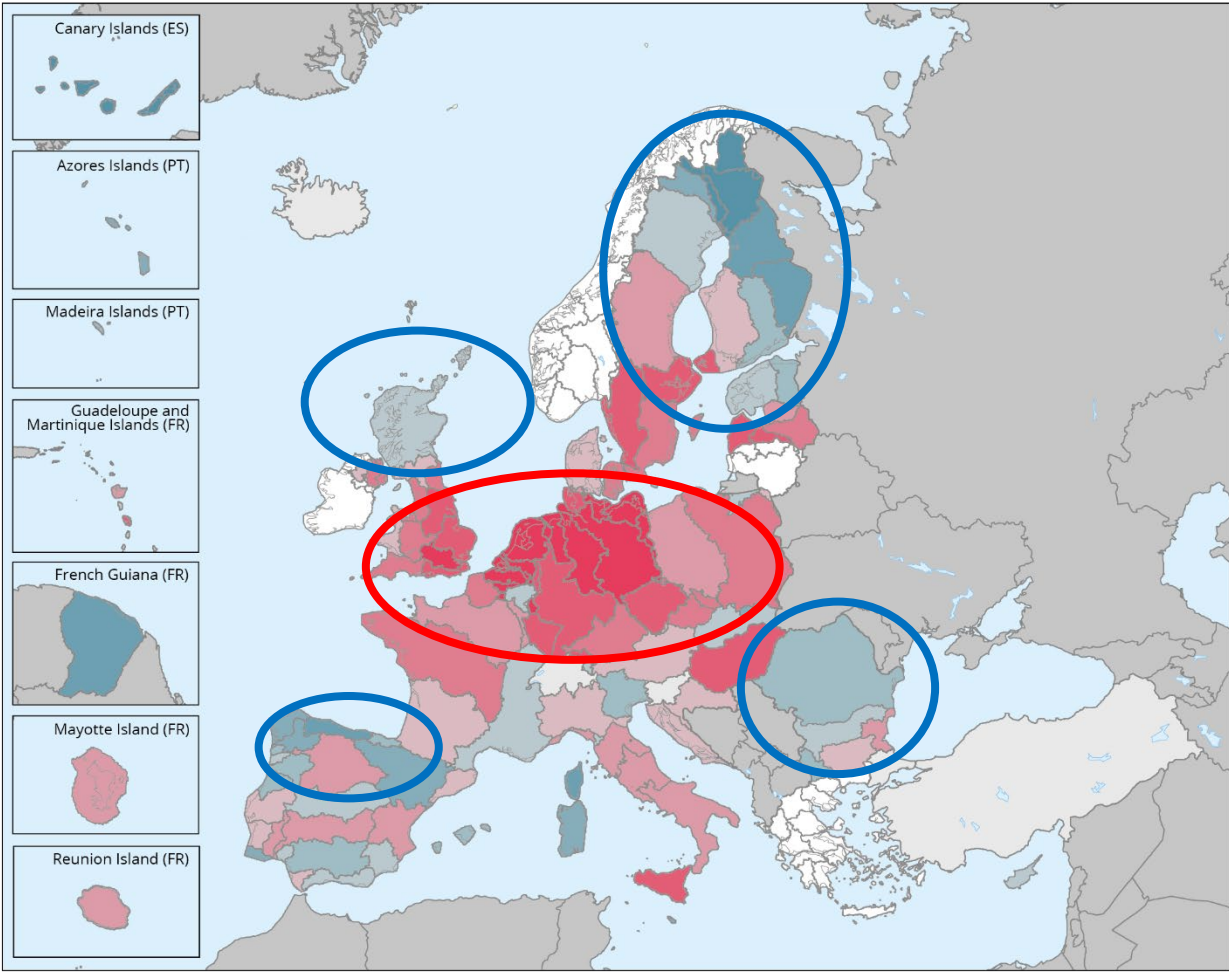 Canary Islands (ES)
Azores Islands (PT)
Madeira Islands (PT)
Guadeloupe and
Martinique Islands (FR)
French Guiana (FR)
Mayotte Island (FR)
Reunion Island (FR)